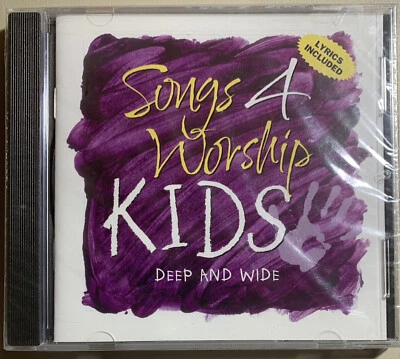 LYRICS
INCLUDED
Songs 4
Worship
KIDS
DEEP AND WIDE